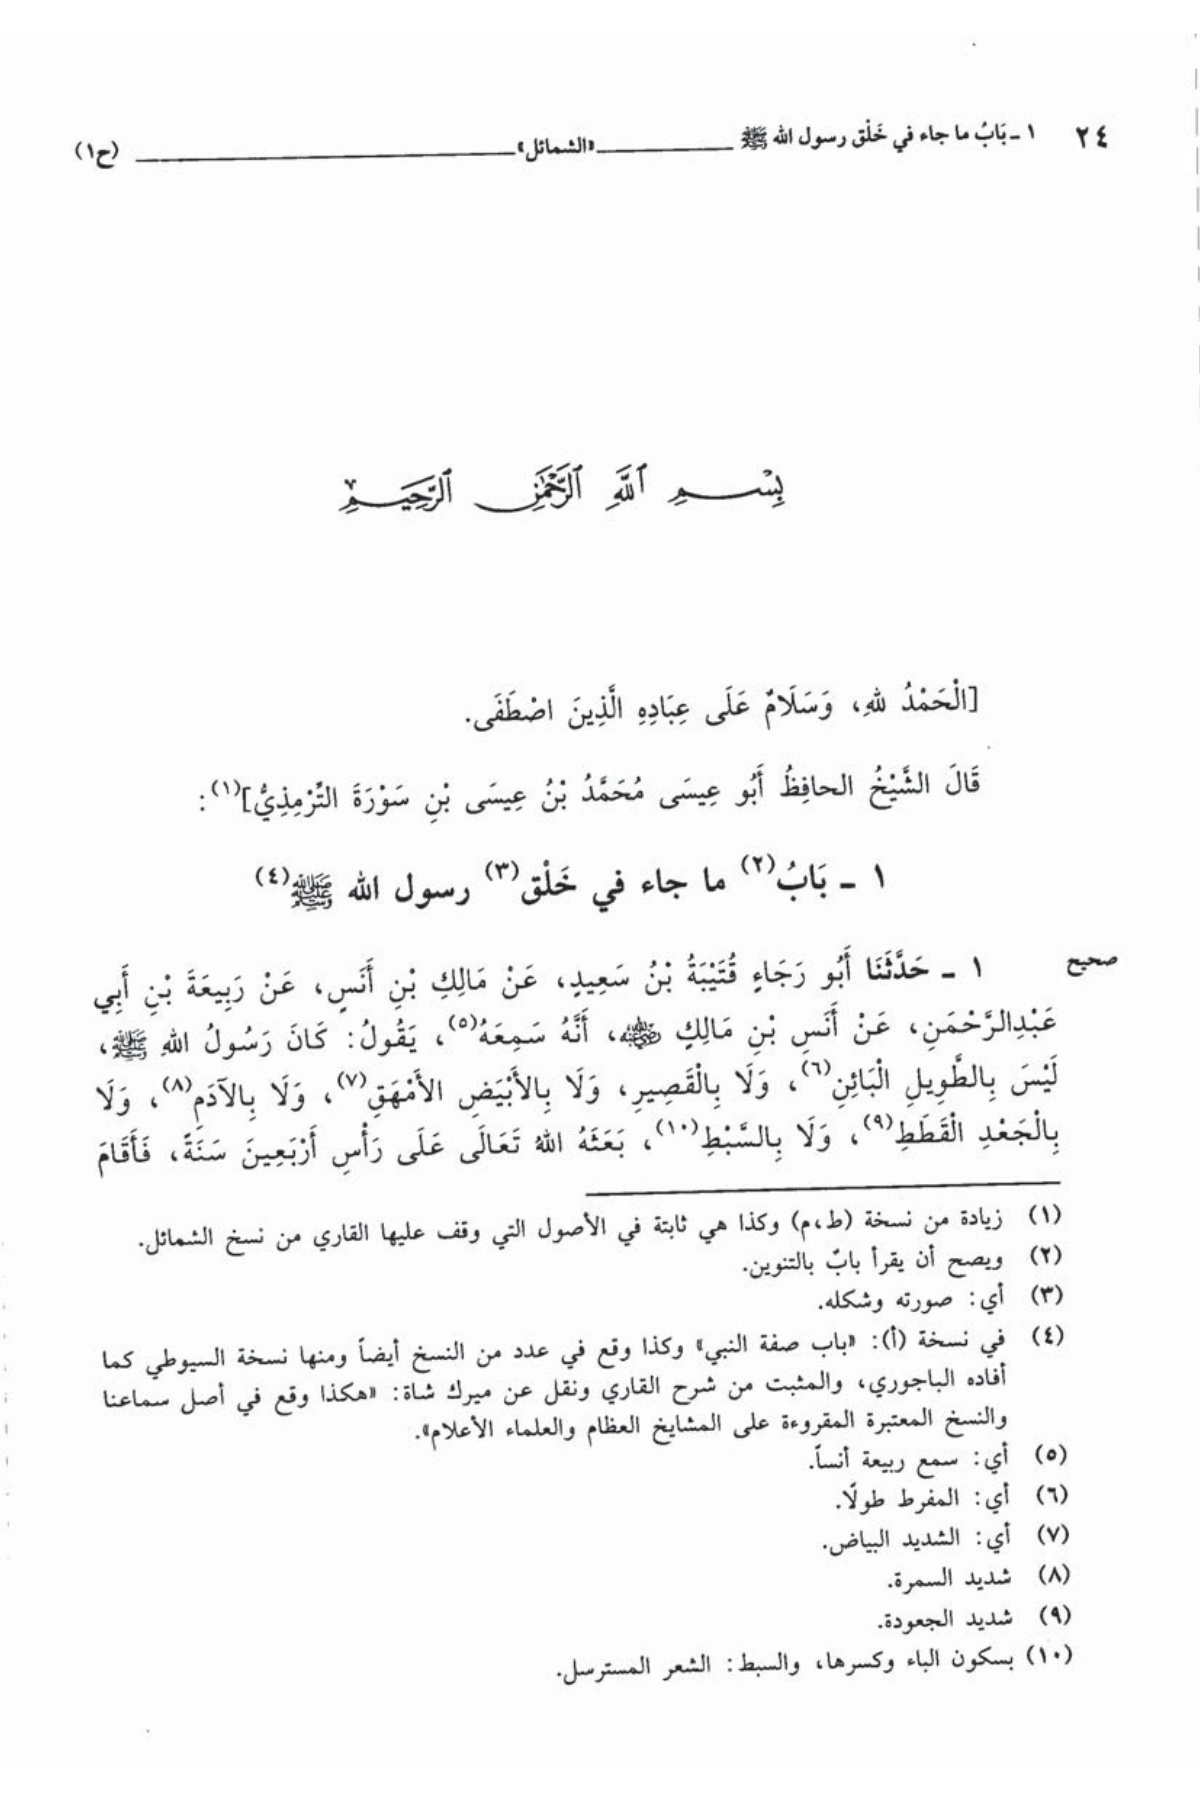 ٢٤ ١ - بَابُ ما جاء في خَلْق رسول الله ﷺ «الشمائل» (ح١)
بِسْمِ ٱللَّهِ ٱلرَّحْمَٰنِ ٱلرَّحِيمِ
[الْحَمْدُ للهِ، وَسَلَامٌ عَلَى عِبَادِهِ الَّذِينَ اصْطَفَى.
قَالَ الشَّيْخُ الحافِظُ أَبُو عِيسَى مُحَمَّدُ بْنُ عِيسَى بْنِ سَوْرَةَ التِّرْمِذِيُّ](١):
١ - بَابُ(٢) ما جاء في خَلْق(٣) رسول الله ﷺ(٤)
صحيح ١ - حَدَّثَنَا أَبُو رَجَاءٍ قُتَيْبَةُ بْنُ سَعِيدٍ، عَنْ مَالِكِ بْنِ أَنَسٍ، عَنْ رَبِيعَةَ بْنِ أَبِي
عَبْدِالرَّحْمَنِ، عَنْ أَنَسِ بْنِ مَالِكٍ رضي الله عنه، أَنَّهُ سَمِعَهُ(٥)، يَقُولُ: كَانَ رَسُولُ اللهِ ﷺ،
لَيْسَ بِالطَّوِيلِ الْبَائِنِ(٦)، وَلَا بِالْقَصِيرِ، وَلَا بِالأَبْيَضِ الأَمْهَقِ(٧)، وَلَا بِالآدَمِ(٨)، وَلَا
بِالْجَعْدِ الْقَطَطِ(٩)، وَلَا بِالسَّبْطِ(١٠)، بَعَثَهُ اللهُ تَعَالَى عَلَى رَأْسِ أَرْبَعِينَ سَنَةً، فَأَقَامَ
(١) زيادة من نسخة (ط،م) وكذا هي ثابتة في الأصول التي وقف عليها القاري من نسخ الشمائل.
(٢) ويصح أن يقرأ بابٌ بالتنوين.
(٣) أي: صورته وشكله.
(٤) في نسخة (أ): «باب صفة النبي» وكذا وقع في عدد من النسخ أيضاً ومنها نسخة السيوطي كما
أفاده الباجوري، والمثبت من شرح القاري ونقل عن ميرك شاة: «هكذا وقع في أصل سماعنا
والنسخ المعتبرة المقروءة على المشايخ العظام والعلماء الأعلام».
(٥) أي: سمع ربيعة أنساً.
(٦) أي: المفرط طولًا.
(٧) أي: الشديد البياض.
(٨) شديد السمرة.
(٩) شديد الجعودة.
(١٠) بسكون الباء وكسرها، والسبط: الشعر المسترسل.